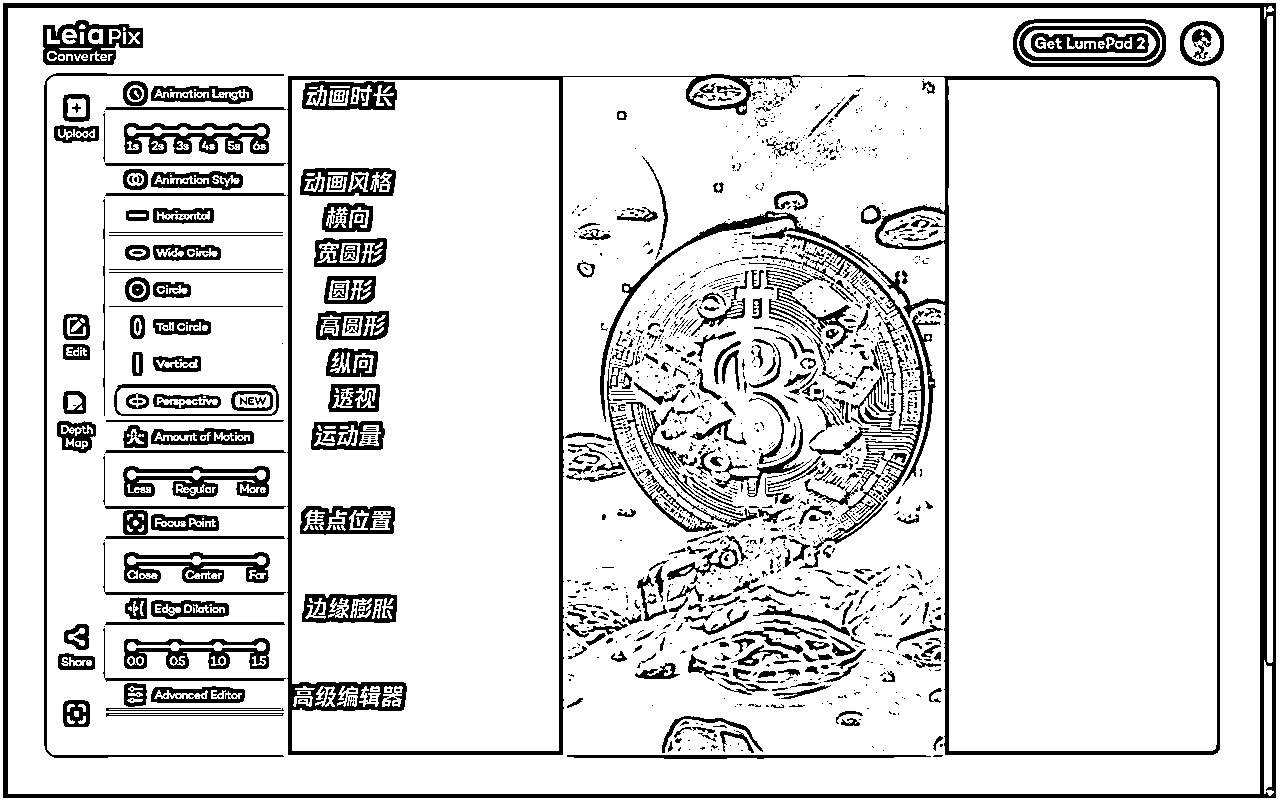 Leia Pix
Converter
Get LumePad 2
Upload
Edit
Depth
Map
Share
Animation Length
动画时长
1s 2s 3s 4s 5s 6s
Animation Style
动画风格
Horizontal
横向
Wide Circle
宽圆形
Circle
圆形
Tall Circle
高圆形
Vertical
纵向
Perspective NEW
透视
Amount of Motion
运动量
Less Regular More
Focus Point
焦点位置
Close Center Far
Edge Dilation
边缘膨胀
0.0 0.5 1.0 1.5
Advanced Editor
高级编辑器